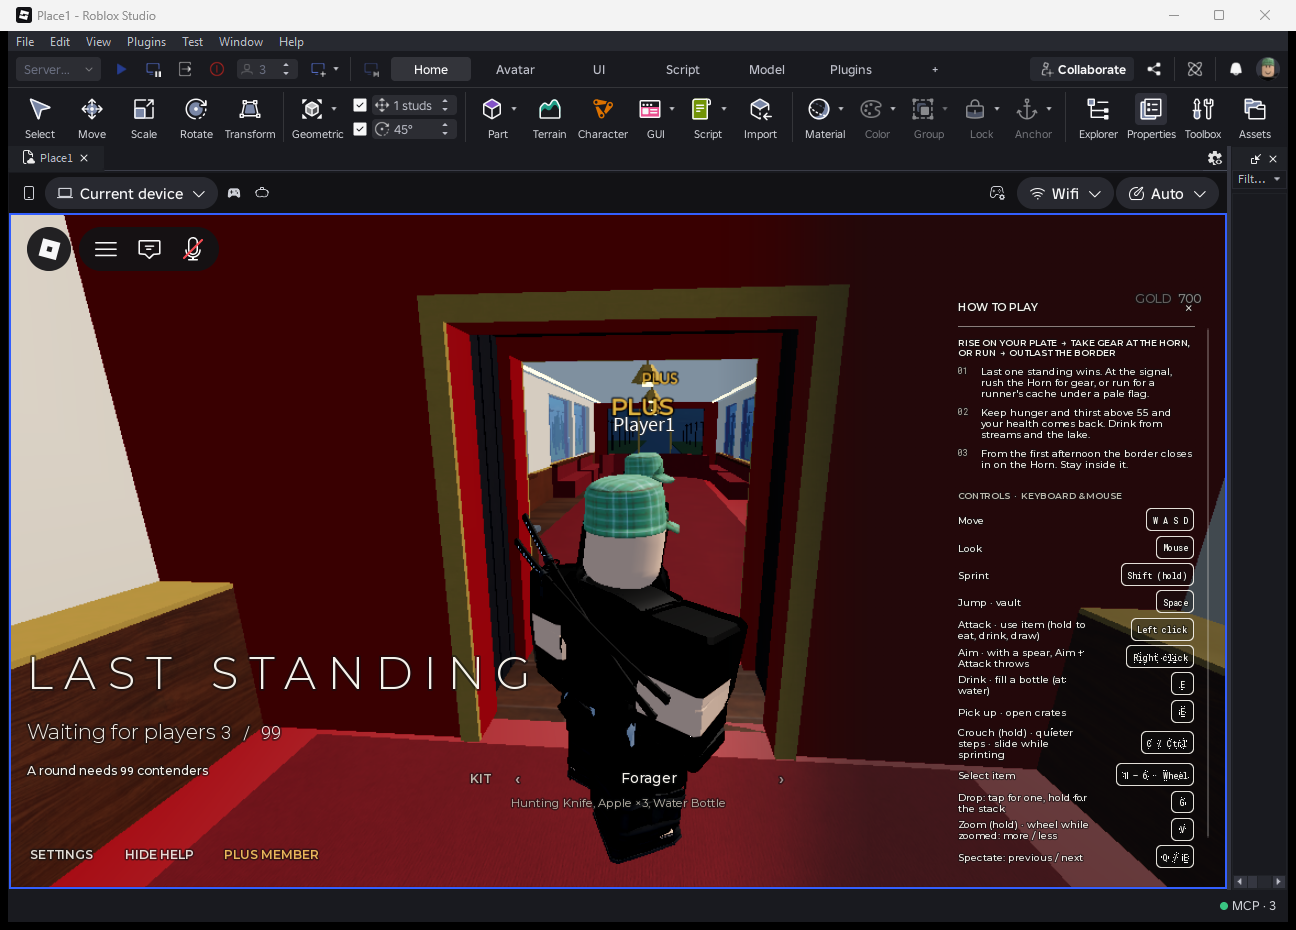 Place1 - Roblox Studio
File Edit View Plugins Test Window Help
Server... 3 Home Avatar UI Script Model Plugins + Collaborate
1 studs
45°
Select Move Scale Rotate Transform Geometric Part Terrain Character GUI Script Import Material Color Group Lock Anchor Explorer Properties Toolbox Assets
Place1
Filt...
Current device Wifi Auto
GOLD 700
HOW TO PLAY
RISE ON YOUR PLATE → TAKE GEAR AT THE HORN,
OR RUN → OUTLAST THE BORDER
01 Last one standing wins. At the signal,
rush the Horn for gear, or run for a
runner's cache under a pale flag.
02 Keep hunger and thirst above 55 and
your health comes back. Drink from
streams and the lake.
03 From the first afternoon the border closes
in on the Horn. Stay inside it.
CONTROLS · KEYBOARD & MOUSE
Move W A S D
Look Mouse
Sprint Shift (hold)
Jump · vault Space
Attack · use item (hold to
eat, drink, draw) Left click
Aim · with a spear, Aim +
Attack throws Right click
Drink · fill a bottle (at
water) E
Pick up · open crates E
Crouch (hold) · quieter
steps · slide while
sprinting C / Ctrl
Select item 1 – 6 · Wheel
Drop: tap for one, hold for
the stack G
Zoom (hold) · wheel while
zoomed: more / less V
Spectate: previous / next Q / E
PLUS
PLUS
Player1
LAST STANDING
Waiting for players 3 / 99
A round needs 99 contenders
KIT ‹ Forager ›
Hunting Knife, Apple ×3, Water Bottle
SETTINGS HIDE HELP PLUS MEMBER
MCP · 3